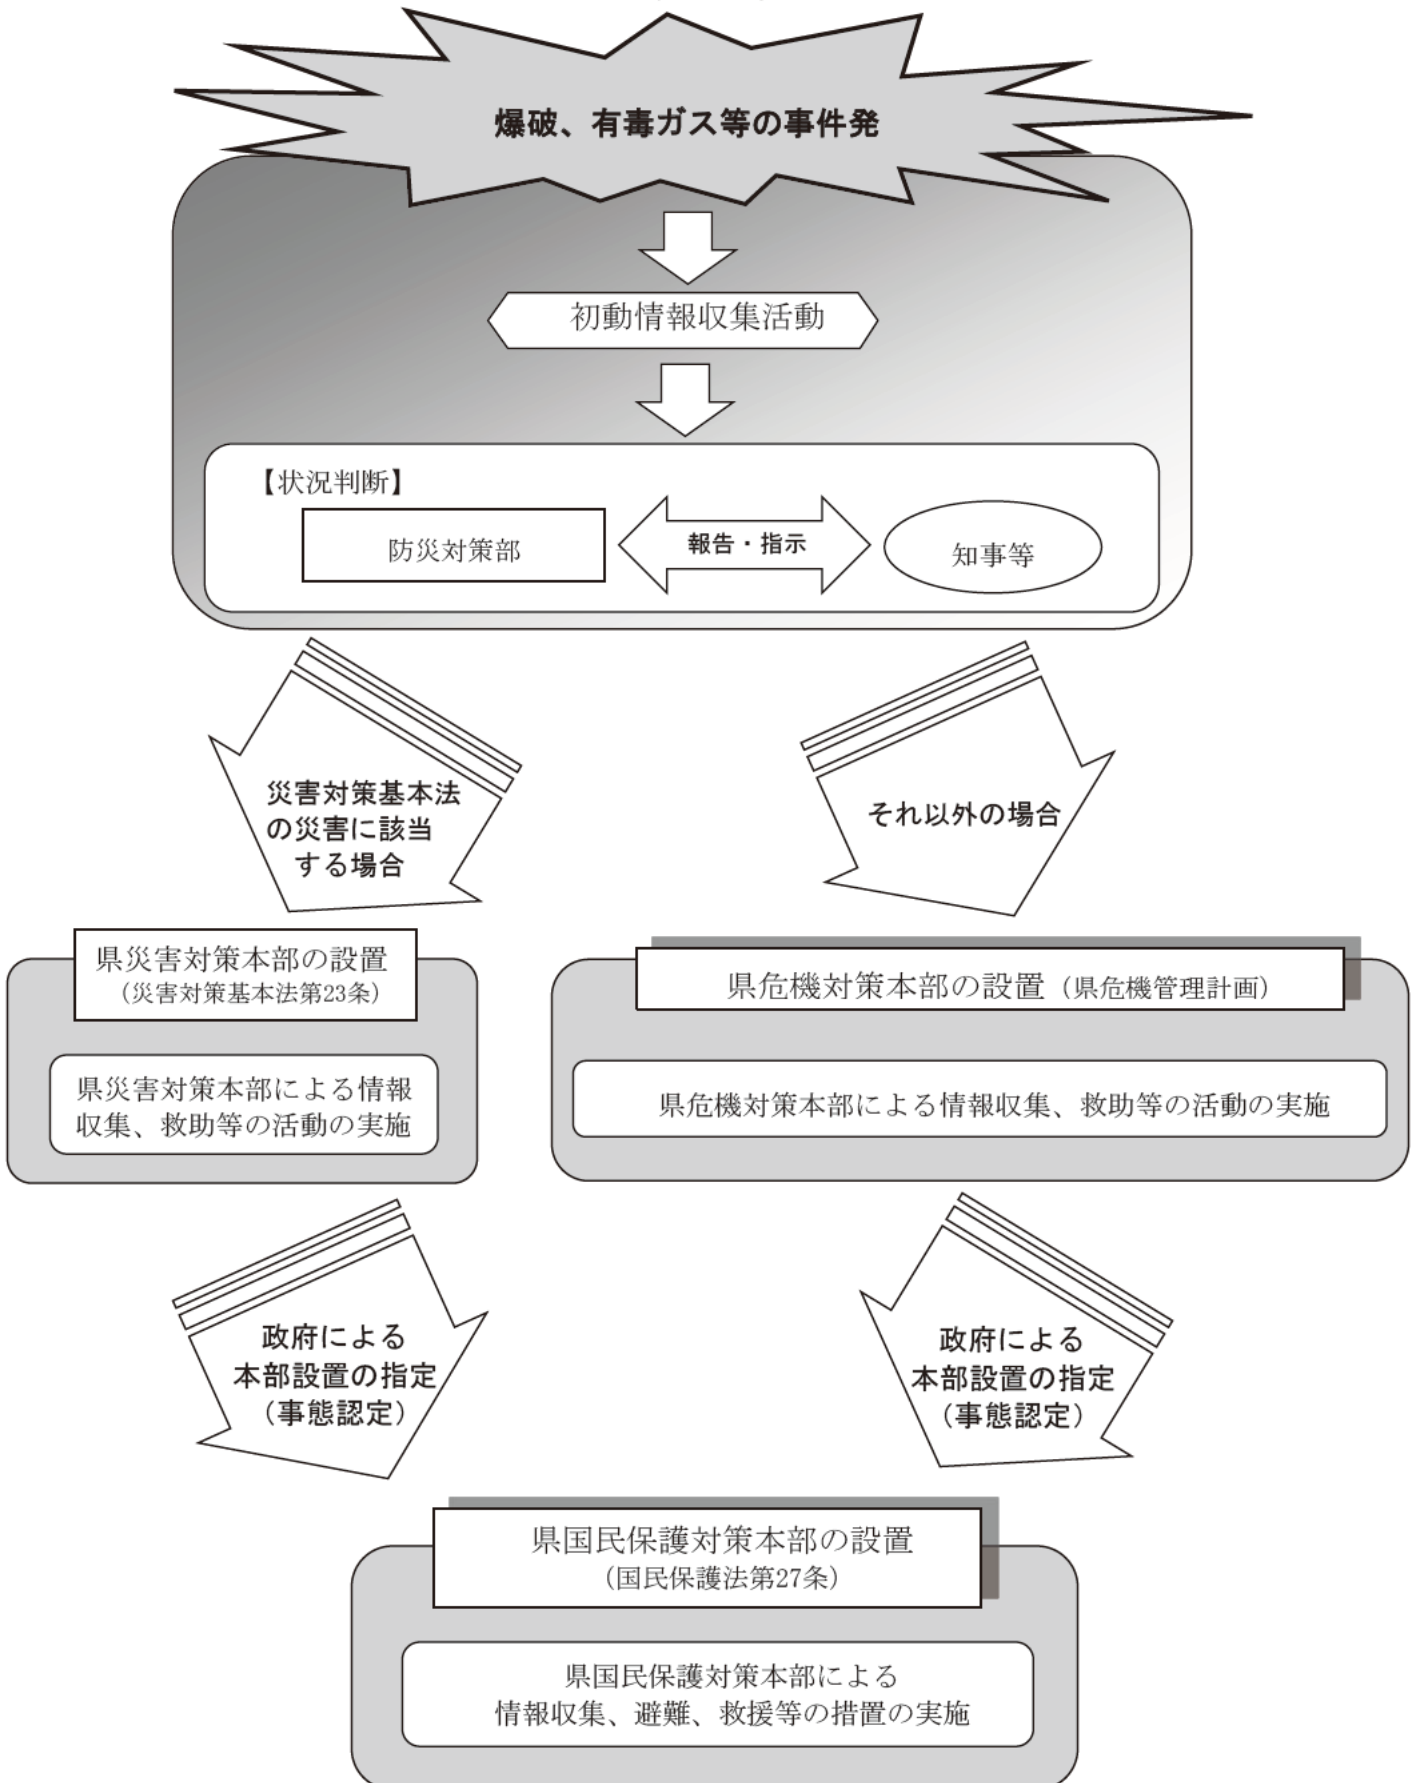 爆破、有毒ガス等の事件発
初動情報収集活動
【状況判断】
防災対策部
報告・指示
知事等
災害対策基本法
の災害に該当
する場合
それ以外の場合
県災害対策本部の設置
（災害対策基本法第23条）
県災害対策本部による情報
収集、救助等の活動の実施
県危機対策本部の設置（県危機管理計画）
県危機対策本部による情報収集、救助等の活動の実施
政府による
本部設置の指定
（事態認定）
政府による
本部設置の指定
（事態認定）
県国民保護対策本部の設置
（国民保護法第27条）
県国民保護対策本部による
情報収集、避難、救援等の措置の実施